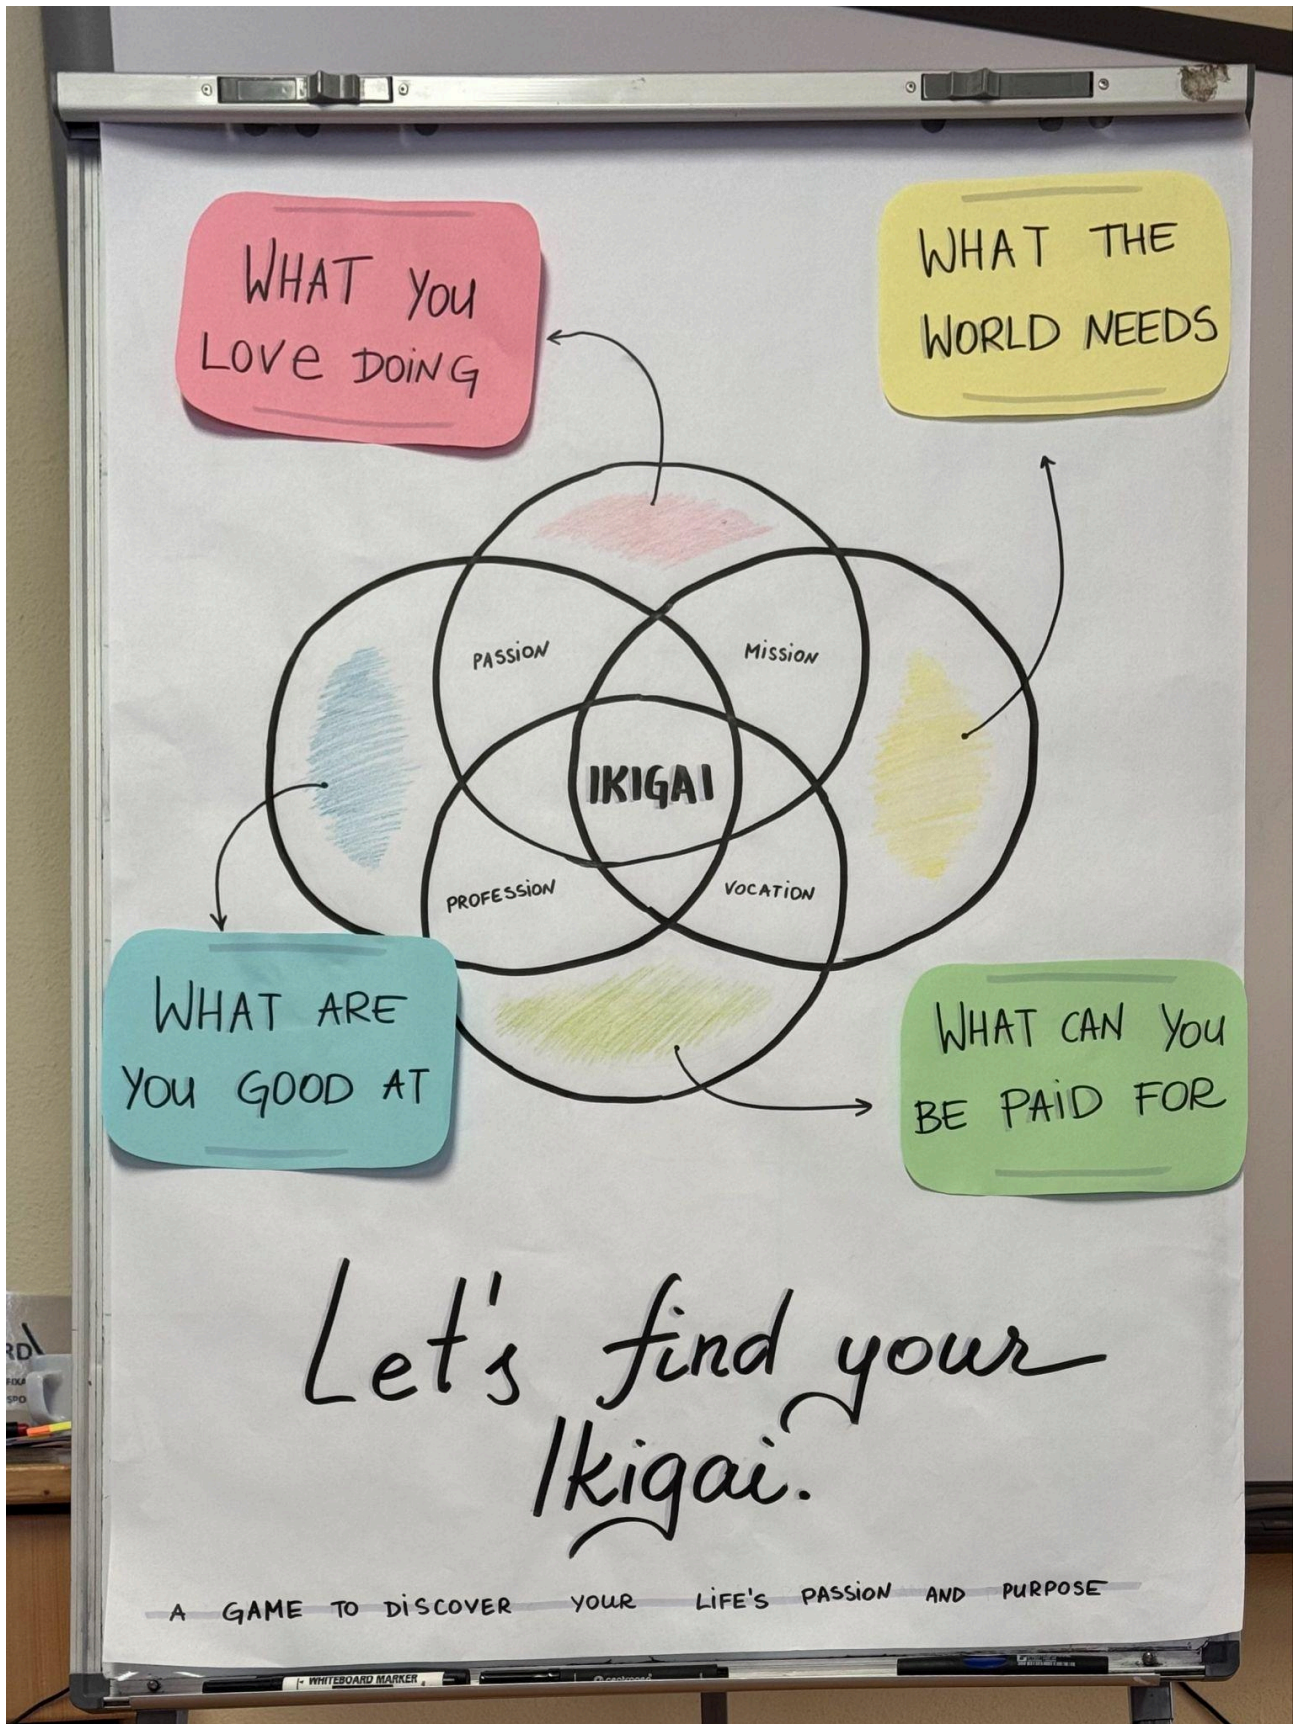 WHAT YOU
LOVE DOING
WHAT THE
WORLD NEEDS
PASSION
MISSION
IKIGAI
PROFESSION
VOCATION
WHAT ARE
YOU GOOD AT
WHAT CAN YOU
BE PAID FOR
Let's find your
Ikigai.
A GAME TO DISCOVER YOUR LIFE'S PASSION AND PURPOSE
WHITEBOARD MARKER